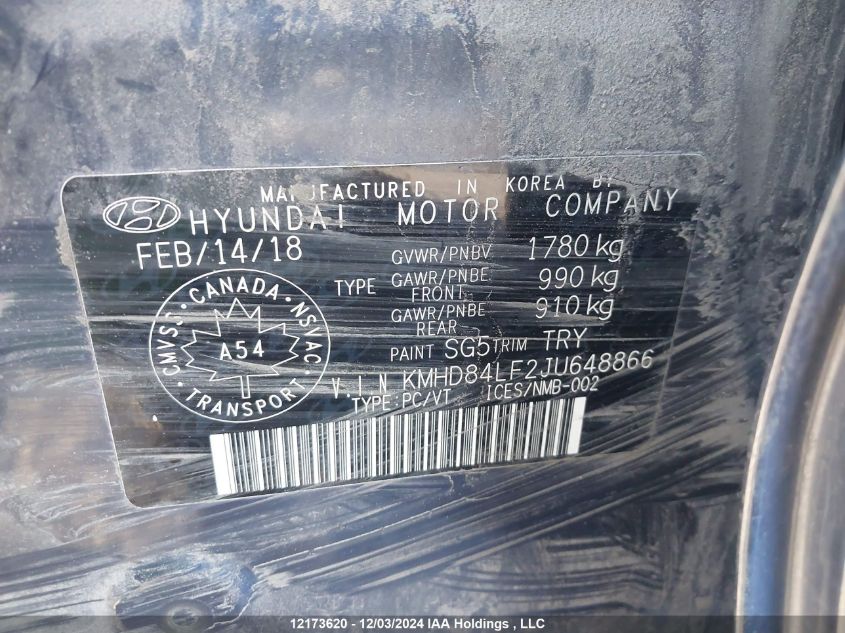 MANUFACTURED IN KOREA BY
HYUNDAI MOTOR COMPANY
FEB/14/18
GVWR/PNBV 1780 kg
TYPE GAWR/PNBE FRONT 990 kg
GAWR/PNBE REAR 910 kg
PAINT SG5 TRIM TRY
V.I.N KMHD84LF2JU648866
TYPE:PC/VT ICES/NMB-002
CMVSS · CANADA · NSVAC
A54
· TRANSPORT ·
12173620 - 12/03/2024 IAA Holdings , LLC